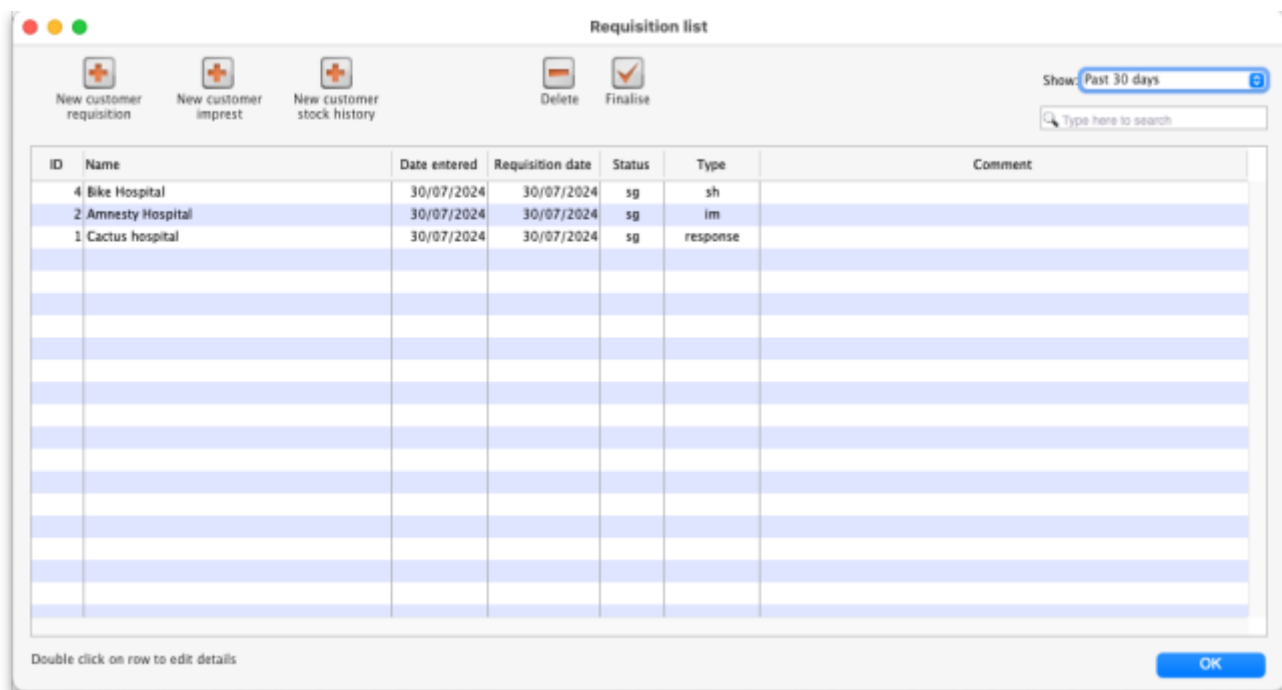 Requisition list
New customer requisition
New customer imprest
New customer stock history
Delete
Finalise
Show: Past 30 days
Type here to search
ID Name Date entered Requisition date Status Type Comment
4 Bike Hospital 30/07/2024 30/07/2024 sg sh
2 Amnesty Hospital 30/07/2024 30/07/2024 sg im
1 Cactus hospital 30/07/2024 30/07/2024 sg response
Double click on row to edit details
OK